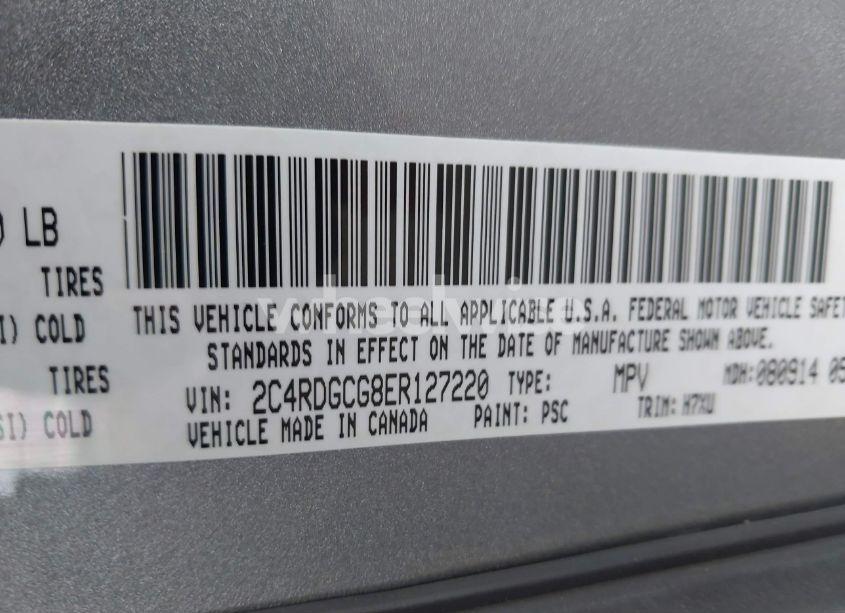 LB
TIRES
COLD
TIRES
COLD
THIS VEHICLE CONFORMS TO ALL APPLICABLE U.S.A. FEDERAL MOTOR VEHICLE SAFET
STANDARDS IN EFFECT ON THE DATE OF MANUFACTURE SHOWN ABOVE.
VIN: 2C4RDGCG8ER127220 TYPE: MPV MDH:080914 05
VEHICLE MADE IN CANADA PAINT: PSC TRIM: H7XU